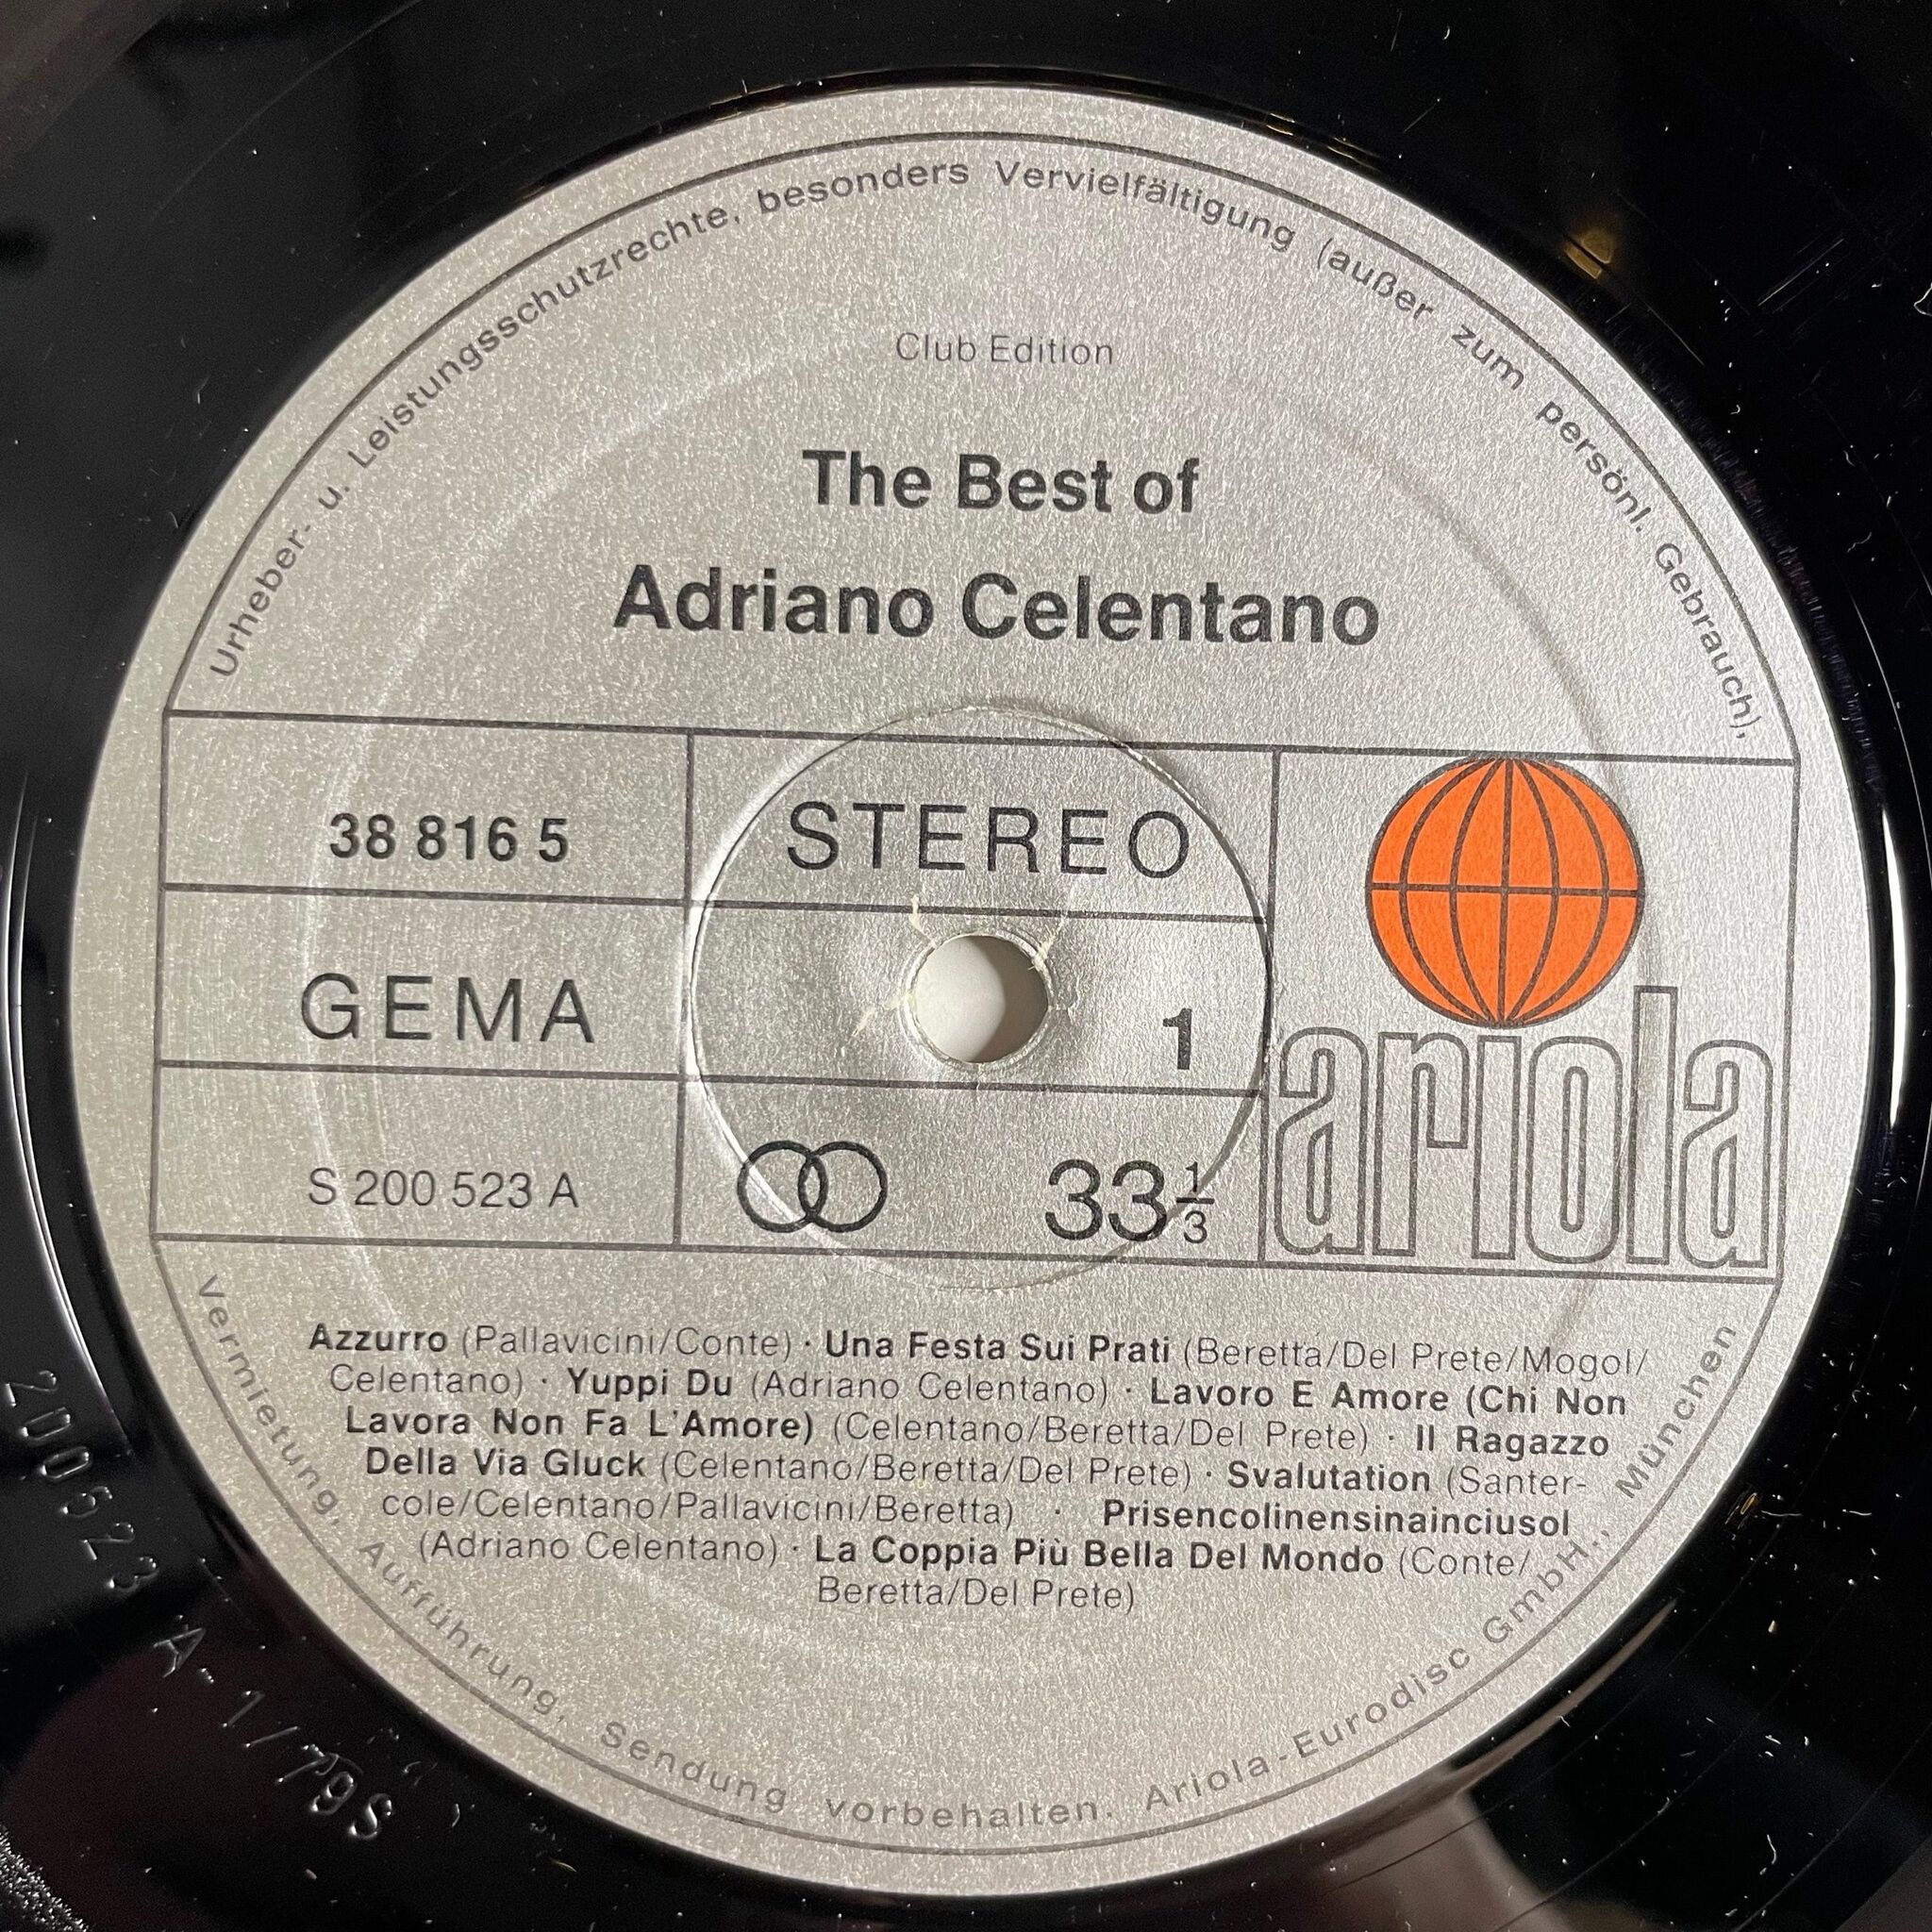 Urheber- u. Leistungsschutzrechte, besonders Vervielfältigung (außer zum persönl. Gebrauch),
Club Edition
The Best of
Adriano Celentano
38 816 5
STEREO
GEMA
1
S 200 523 A
33 1/3
ariola
Azzurro (Pallavicini/Conte) · Una Festa Sui Prati (Beretta/Del Prete/Mogol/
Celentano) · Yuppi Du (Adriano Celentano) · Lavoro E Amore (Chi Non
Lavora Non Fa L'Amore) (Celentano/Beretta/Del Prete) · Il Ragazzo
Della Via Gluck (Celentano/Beretta/Del Prete) · Svalutation (Santer-
cole/Celentano/Pallavicini/Beretta) · Prisencolinensinainciusol
(Adriano Celentano) · La Coppia Più Bella Del Mondo (Conte/
Beretta/Del Prete)
Vermietung, Aufführung, Sendung vorbehalten. Ariola-Eurodisc GmbH., München
200523 A-1/79S